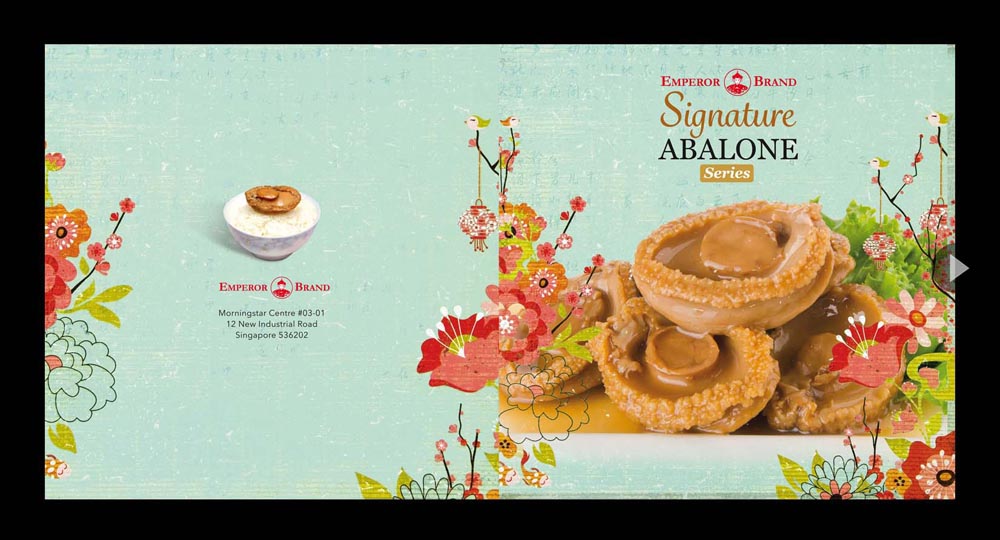 EMPEROR BRAND
Morningstar Centre #03-01
12 New Industrial Road
Singapore 536202
EMPEROR BRAND
Signature
ABALONE
Series